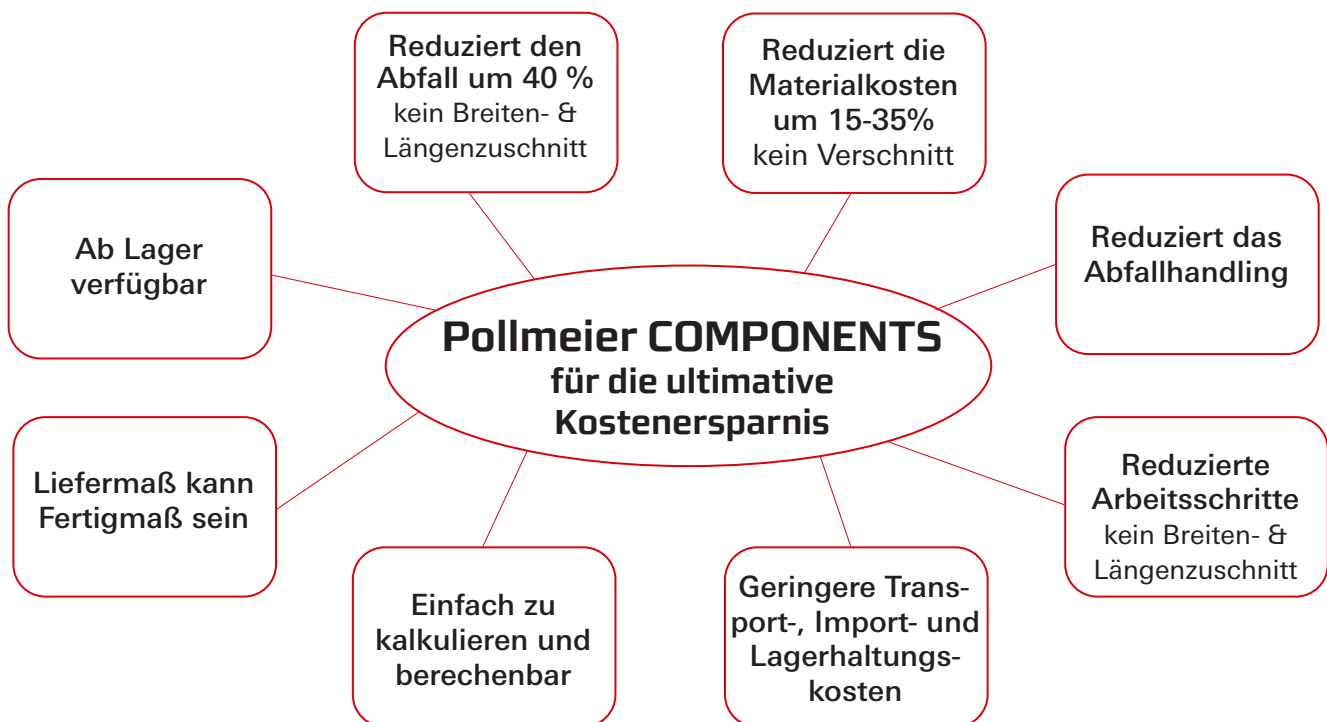 Reduziert den
Abfall um 40 %
kein Breiten- &
Längenzuschnitt
Reduziert die
Materialkosten
um 15-35%
kein Verschnitt
Ab Lager
verfügbar
Reduziert das
Abfallhandling
Pollmeier COMPONENTS
für die ultimative
Kostenersparnis
Liefermaß kann
Fertigmaß sein
Reduzierte
Arbeitsschritte
kein Breiten- &
Längenzuschnitt
Einfach zu
kalkulieren und
berechenbar
Geringere Trans-
port-, Import- und
Lagerhaltungs-
kosten